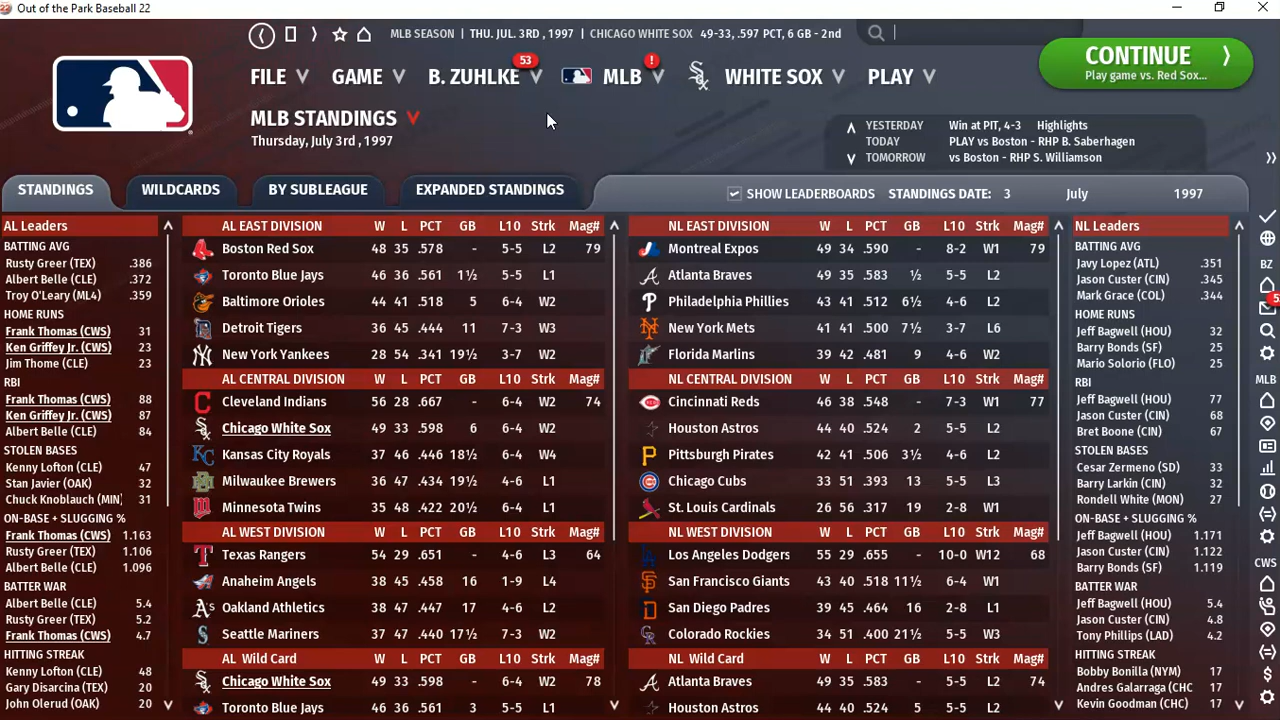 Out of the Park Baseball 22
MLB SEASON | THU. JUL. 3RD , 1997 | CHICAGO WHITE SOX 49-33, .597 PCT, 6 GB - 2nd
FILE GAME B. ZUHLKE 53 MLB ! WHITE SOX PLAY
CONTINUE
Play game vs. Red Sox...
MLB STANDINGS
Thursday, July 3rd , 1997
YESTERDAY Win at PIT, 4-3 Highlights
TODAY PLAY vs Boston - RHP B. Saberhagen
TOMORROW vs Boston - RHP S. Williamson
STANDINGS WILDCARDS BY SUBLEAGUE EXPANDED STANDINGS SHOW LEADERBOARDS STANDINGS DATE: 3 July 1997
AL Leaders
BATTING AVG
Rusty Greer (TEX) .386
Albert Belle (CLE) .372
Troy O'Leary (ML4) .359
HOME RUNS
Frank Thomas (CWS) 31
Ken Griffey Jr. (CWS) 23
Jim Thome (CLE) 23
RBI
Frank Thomas (CWS) 88
Ken Griffey Jr. (CWS) 87
Albert Belle (CLE) 84
STOLEN BASES
Kenny Lofton (CLE) 47
Stan Javier (OAK) 32
Chuck Knoblauch (MIN) 31
ON-BASE + SLUGGING %
Frank Thomas (CWS) 1.163
Rusty Greer (TEX) 1.106
Albert Belle (CLE) 1.096
BATTER WAR
Albert Belle (CLE) 5.4
Rusty Greer (TEX) 5.2
Frank Thomas (CWS) 4.7
HITTING STREAK
Kenny Lofton (CLE) 48
Gary Disarcina (TEX) 20
John Olerud (OAK) 20
AL EAST DIVISION W L PCT GB L10 Strk Mag#
Boston Red Sox 48 35 .578 - 5-5 L2 79
Toronto Blue Jays 46 36 .561 1½ 5-5 L1
Baltimore Orioles 44 41 .518 5 6-4 W2
Detroit Tigers 36 45 .444 11 7-3 W3
New York Yankees 28 54 .341 19½ 3-7 W2
AL CENTRAL DIVISION W L PCT GB L10 Strk Mag#
Cleveland Indians 56 28 .667 - 6-4 W2 74
Chicago White Sox 49 33 .598 6 6-4 W2
Kansas City Royals 37 46 .446 18½ 6-4 W4
Milwaukee Brewers 36 47 .434 19½ 6-4 L1
Minnesota Twins 35 48 .422 20½ 6-4 L1
AL WEST DIVISION W L PCT GB L10 Strk Mag#
Texas Rangers 54 29 .651 - 4-6 L3 64
Anaheim Angels 38 45 .458 16 1-9 L4
Oakland Athletics 38 47 .447 17 4-6 L2
Seattle Mariners 37 47 .440 17½ 7-3 W2
AL Wild Card W L PCT GB L10 Strk Mag#
Chicago White Sox 49 33 .598 - 6-4 W2 78
Toronto Blue Jays 46 36 .561 3 5-5 L1
NL EAST DIVISION W L PCT GB L10 Strk Mag#
Montreal Expos 49 34 .590 - 8-2 W1 79
Atlanta Braves 49 35 .583 ½ 5-5 L2
Philadelphia Phillies 43 41 .512 6½ 4-6 L2
New York Mets 41 41 .500 7½ 3-7 L6
Florida Marlins 39 42 .481 9 4-6 W2
NL CENTRAL DIVISION W L PCT GB L10 Strk Mag#
Cincinnati Reds 46 38 .548 - 7-3 W1 77
Houston Astros 44 40 .524 2 5-5 L2
Pittsburgh Pirates 42 41 .506 3½ 4-6 L2
Chicago Cubs 33 51 .393 13 5-5 L3
St. Louis Cardinals 26 56 .317 19 2-8 W1
NL WEST DIVISION W L PCT GB L10 Strk Mag#
Los Angeles Dodgers 55 29 .655 - 10-0 W12 68
San Francisco Giants 43 40 .518 11½ 6-4 W1
San Diego Padres 39 45 .464 16 2-8 L1
Colorado Rockies 34 51 .400 21½ 5-5 W3
NL Wild Card W L PCT GB L10 Strk Mag#
Atlanta Braves 49 35 .583 - 5-5 L2 74
Houston Astros 44 40 .524 5 5-5 L2
NL Leaders
BATTING AVG
Javy Lopez (ATL) .351
Jason Custer (CIN) .345
Mark Grace (COL) .344
HOME RUNS
Jeff Bagwell (HOU) 32
Barry Bonds (SF) 25
Mario Solorio (FLO) 25
RBI
Jeff Bagwell (HOU) 77
Jason Custer (CIN) 68
Bret Boone (CIN) 67
STOLEN BASES
Cesar Zermeno (SD) 33
Barry Larkin (CIN) 32
Rondell White (MON) 27
ON-BASE + SLUGGING %
Jeff Bagwell (HOU) 1.171
Jason Custer (CIN) 1.122
Barry Bonds (SF) 1.119
BATTER WAR
Jeff Bagwell (HOU) 5.4
Jason Custer (CIN) 4.8
Tony Phillips (LAD) 4.2
HITTING STREAK
Bobby Bonilla (NYM) 17
Andres Galarraga (CHC 17
Kevin Goodman (CHC) 17
BZ
5
MLB
CWS